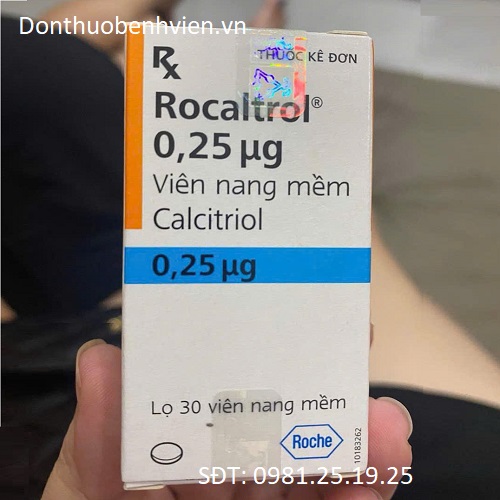 Donthuobenhvien.vn
Rx
THUỐC KÊ ĐƠN
Rocaltrol®
0,25 µg
Viên nang mềm
Calcitriol
0,25 µg
Lọ 30 viên nang mềm
Roche
10183262
SĐT: 0981.25.19.25